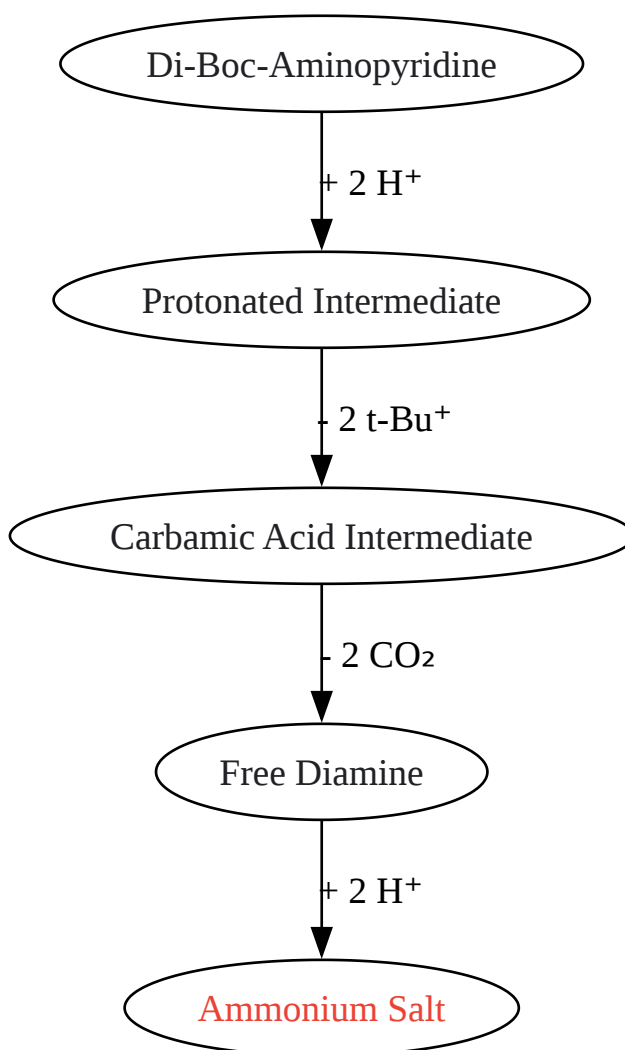 Di-Boc-Aminopyridine
+ 2 H⁺
Protonated Intermediate
- 2 t-Bu⁺
Carbamic Acid Intermediate
- 2 CO₂
Free Diamine
+ 2 H⁺
Ammonium Salt